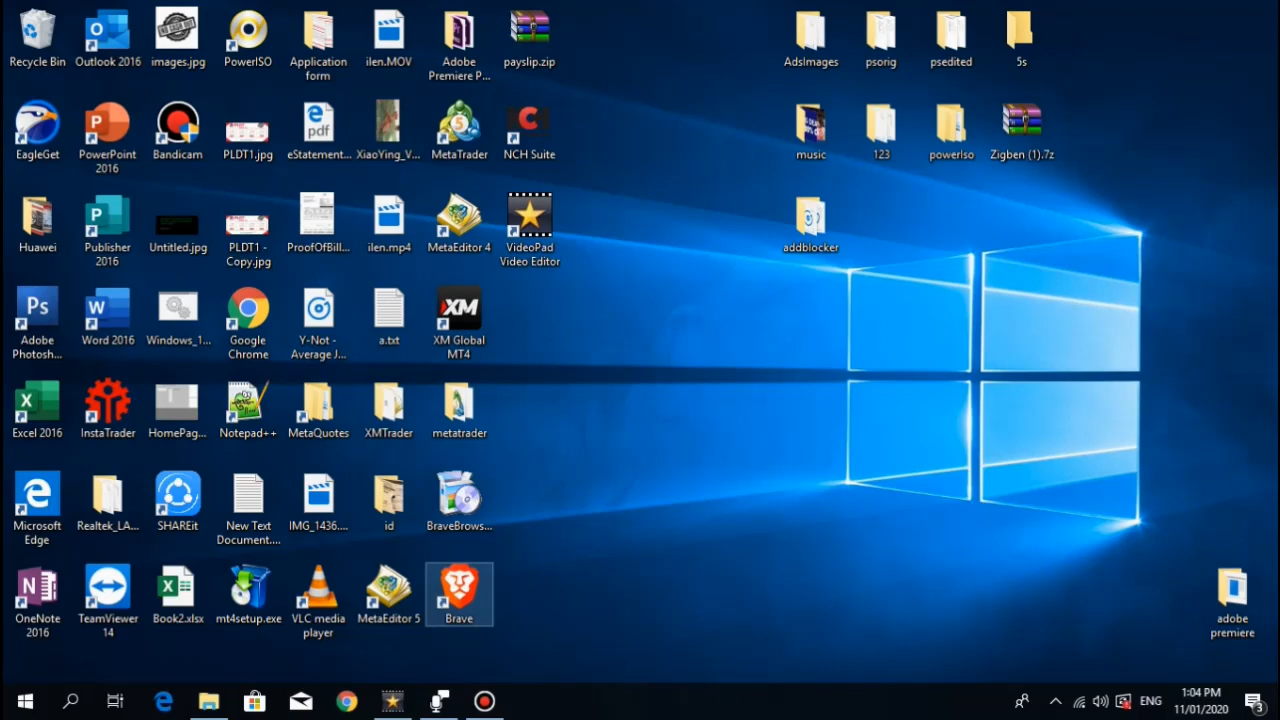 Recycle Bin
Outlook 2016
images.jpg
PowerISO
Application
form
ilen.MOV
Adobe
Premiere P...
payslip.zip
AdsImages
psorig
psedited
5s
EagleGet
PowerPoint
2016
Bandicam
PLDT1.jpg
eStatement...
XiaoYing_V...
MetaTrader
NCH Suite
music
123
powerIso
Zigben (1).7z
Huawei
Publisher
2016
Untitled.jpg
PLDT1 -
Copy.jpg
ProofOfBill...
ilen.mp4
MetaEditor 4
VideoPad
Video Editor
addblocker
Adobe
Photosh...
Word 2016
Windows_1...
Google
Chrome
Y-Not -
Average J...
a.txt
XM Global
MT4
Excel 2016
InstaTrader
HomePag...
Notepad++
MetaQuotes
XMTrader
metatrader
Microsoft
Edge
Realtek_LA...
SHAREit
New Text
Document....
IMG_1436....
id
BraveBrows...
OneNote
2016
TeamViewer
14
Book2.xlsx
mt4setup.exe
VLC media
player
MetaEditor 5
Brave
adobe
premiere
ENG
1:04 PM
11/01/2020
3